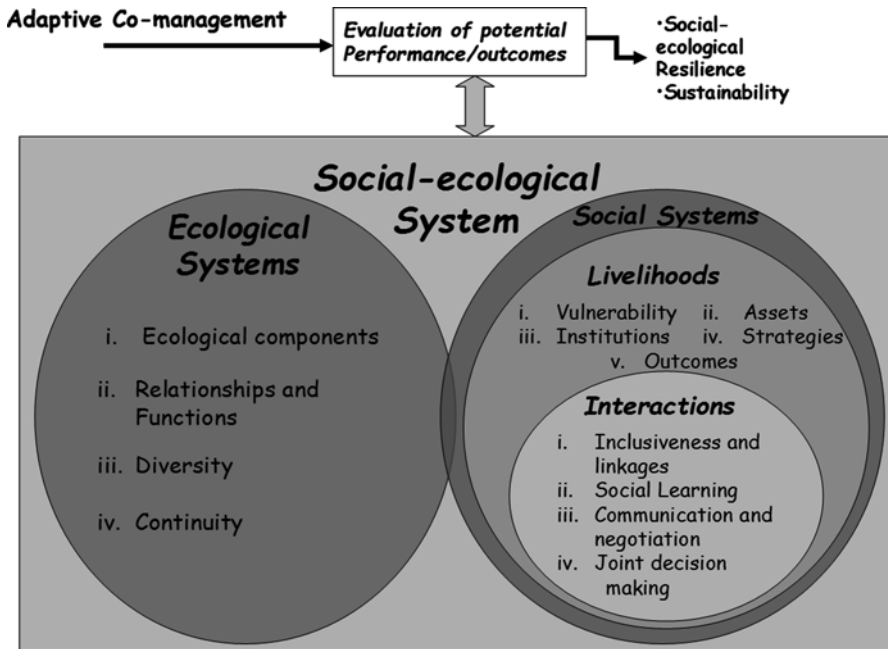 Adaptive Co-management
Evaluation of potential
Performance/outcomes
•Social-
ecological
Resilience
•Sustainability
Social-ecological
System
Ecological
Systems
i. Ecological components
ii. Relationships and
Functions
iii. Diversity
iv. Continuity
Social Systems
Livelihoods
i. Vulnerability ii. Assets
iii. Institutions iv. Strategies
v. Outcomes
Interactions
i. Inclusiveness and
linkages
ii. Social Learning
iii. Communication and
negotiation
iv. Joint decision
making